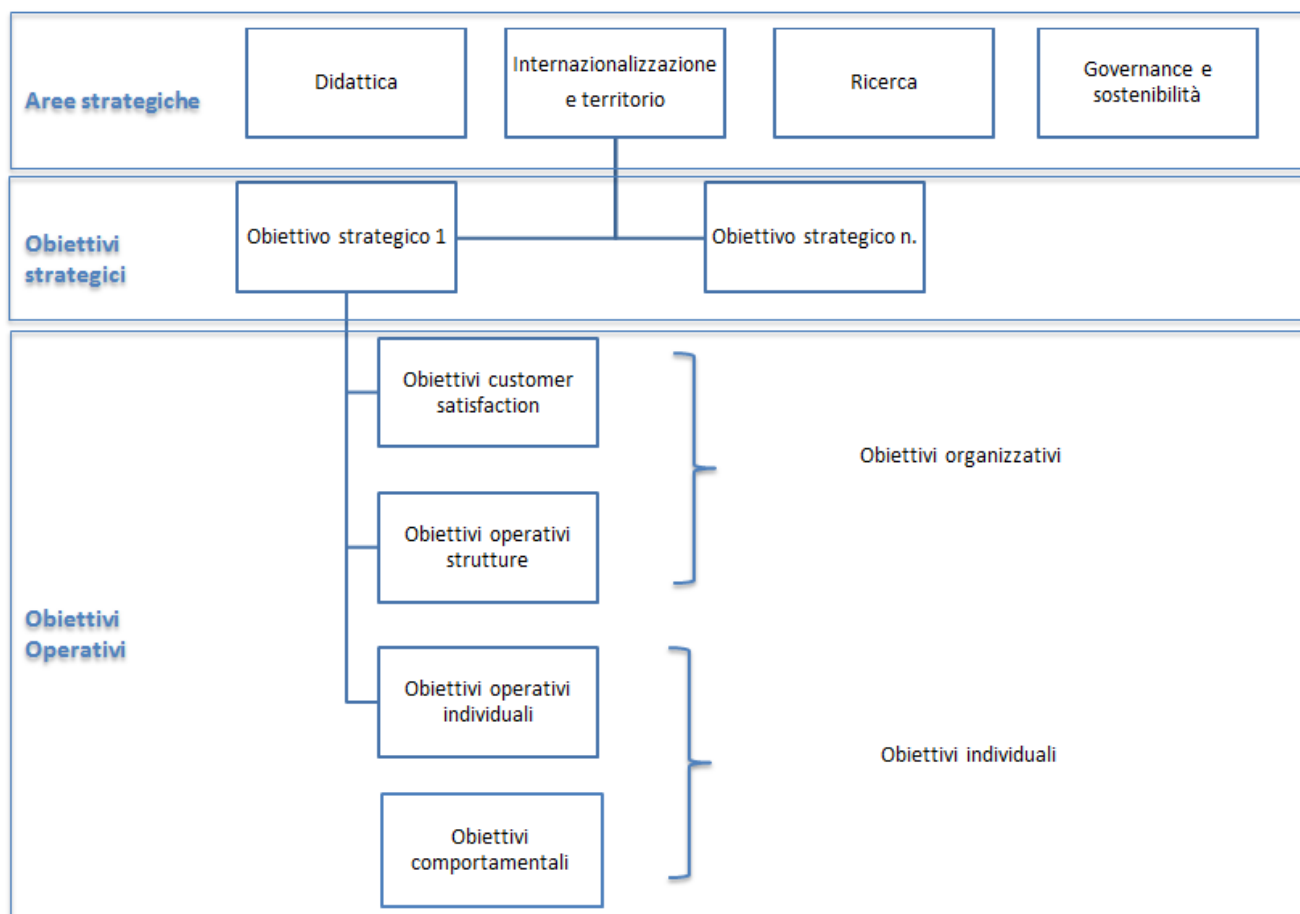 Aree strategiche
Didattica
Internazionalizzazione
e territorio
Ricerca
Governance e
sostenibilità
Obiettivi
strategici
Obiettivo strategico 1
Obiettivo strategico n.
Obiettivi
Operativi
Obiettivi customer
satisfaction
Obiettivi operativi
strutture
Obiettivi organizzativi
Obiettivi operativi
individuali
Obiettivi
comportamentali
Obiettivi individuali